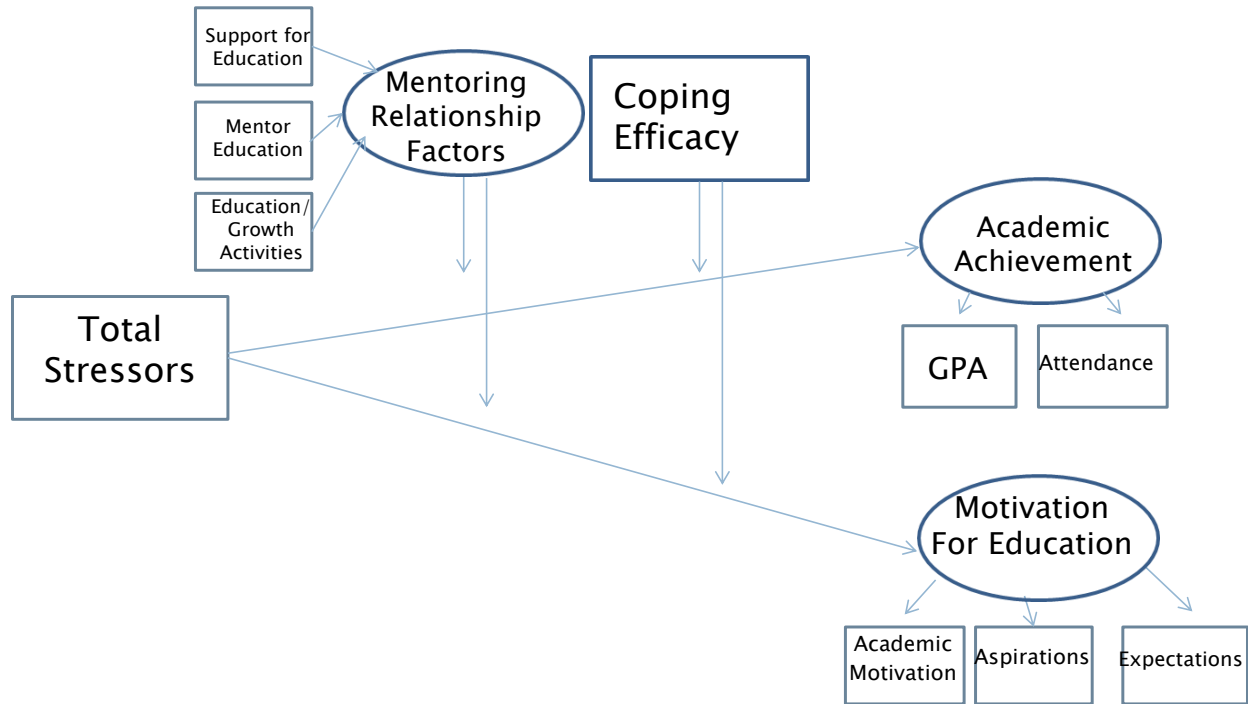 Support for
Education
Mentor
Education
Education/
Growth
Activities
Mentoring
Relationship
Factors
Coping
Efficacy
Total
Stressors
Academic
Achievement
GPA
Attendance
Motivation
For Education
Academic
Motivation
Aspirations
Expectations